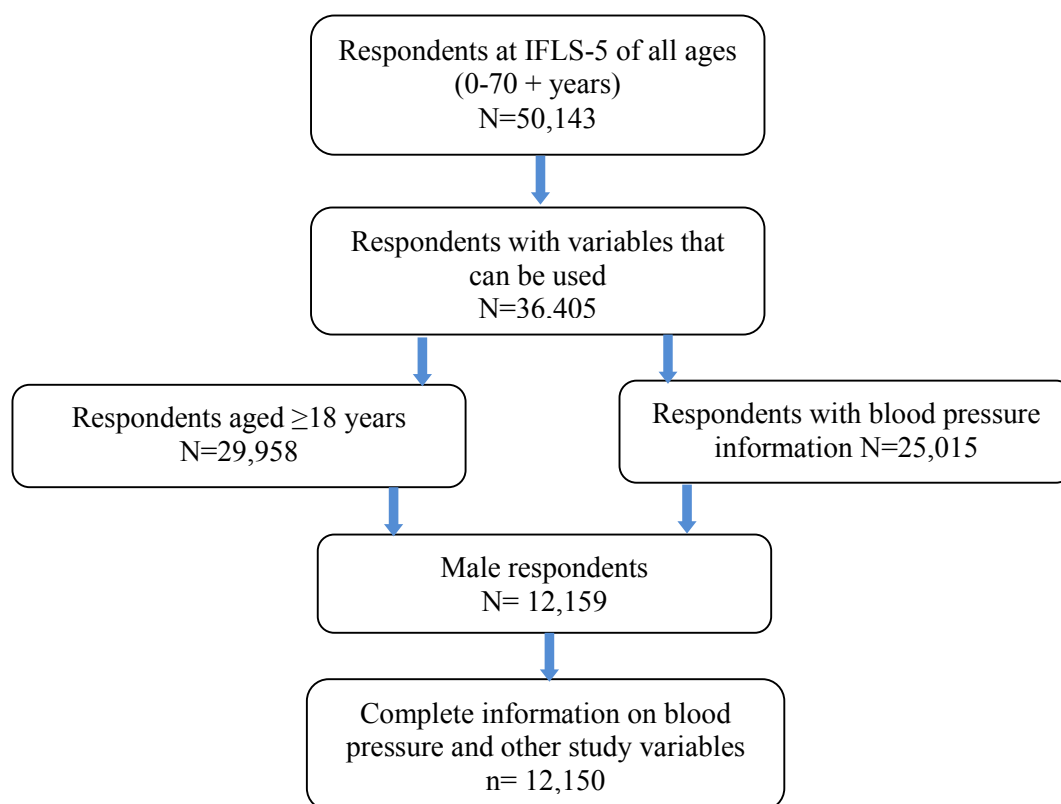 Respondents at IFLS-5 of all ages
(0-70 + years)
N=50,143
Respondents with variables that
can be used
N=36,405
Respondents aged ≥18 years
N=29,958
Respondents with blood pressure
information N=25,015
Male respondents
N= 12,159
Complete information on blood
pressure and other study variables
n= 12,150